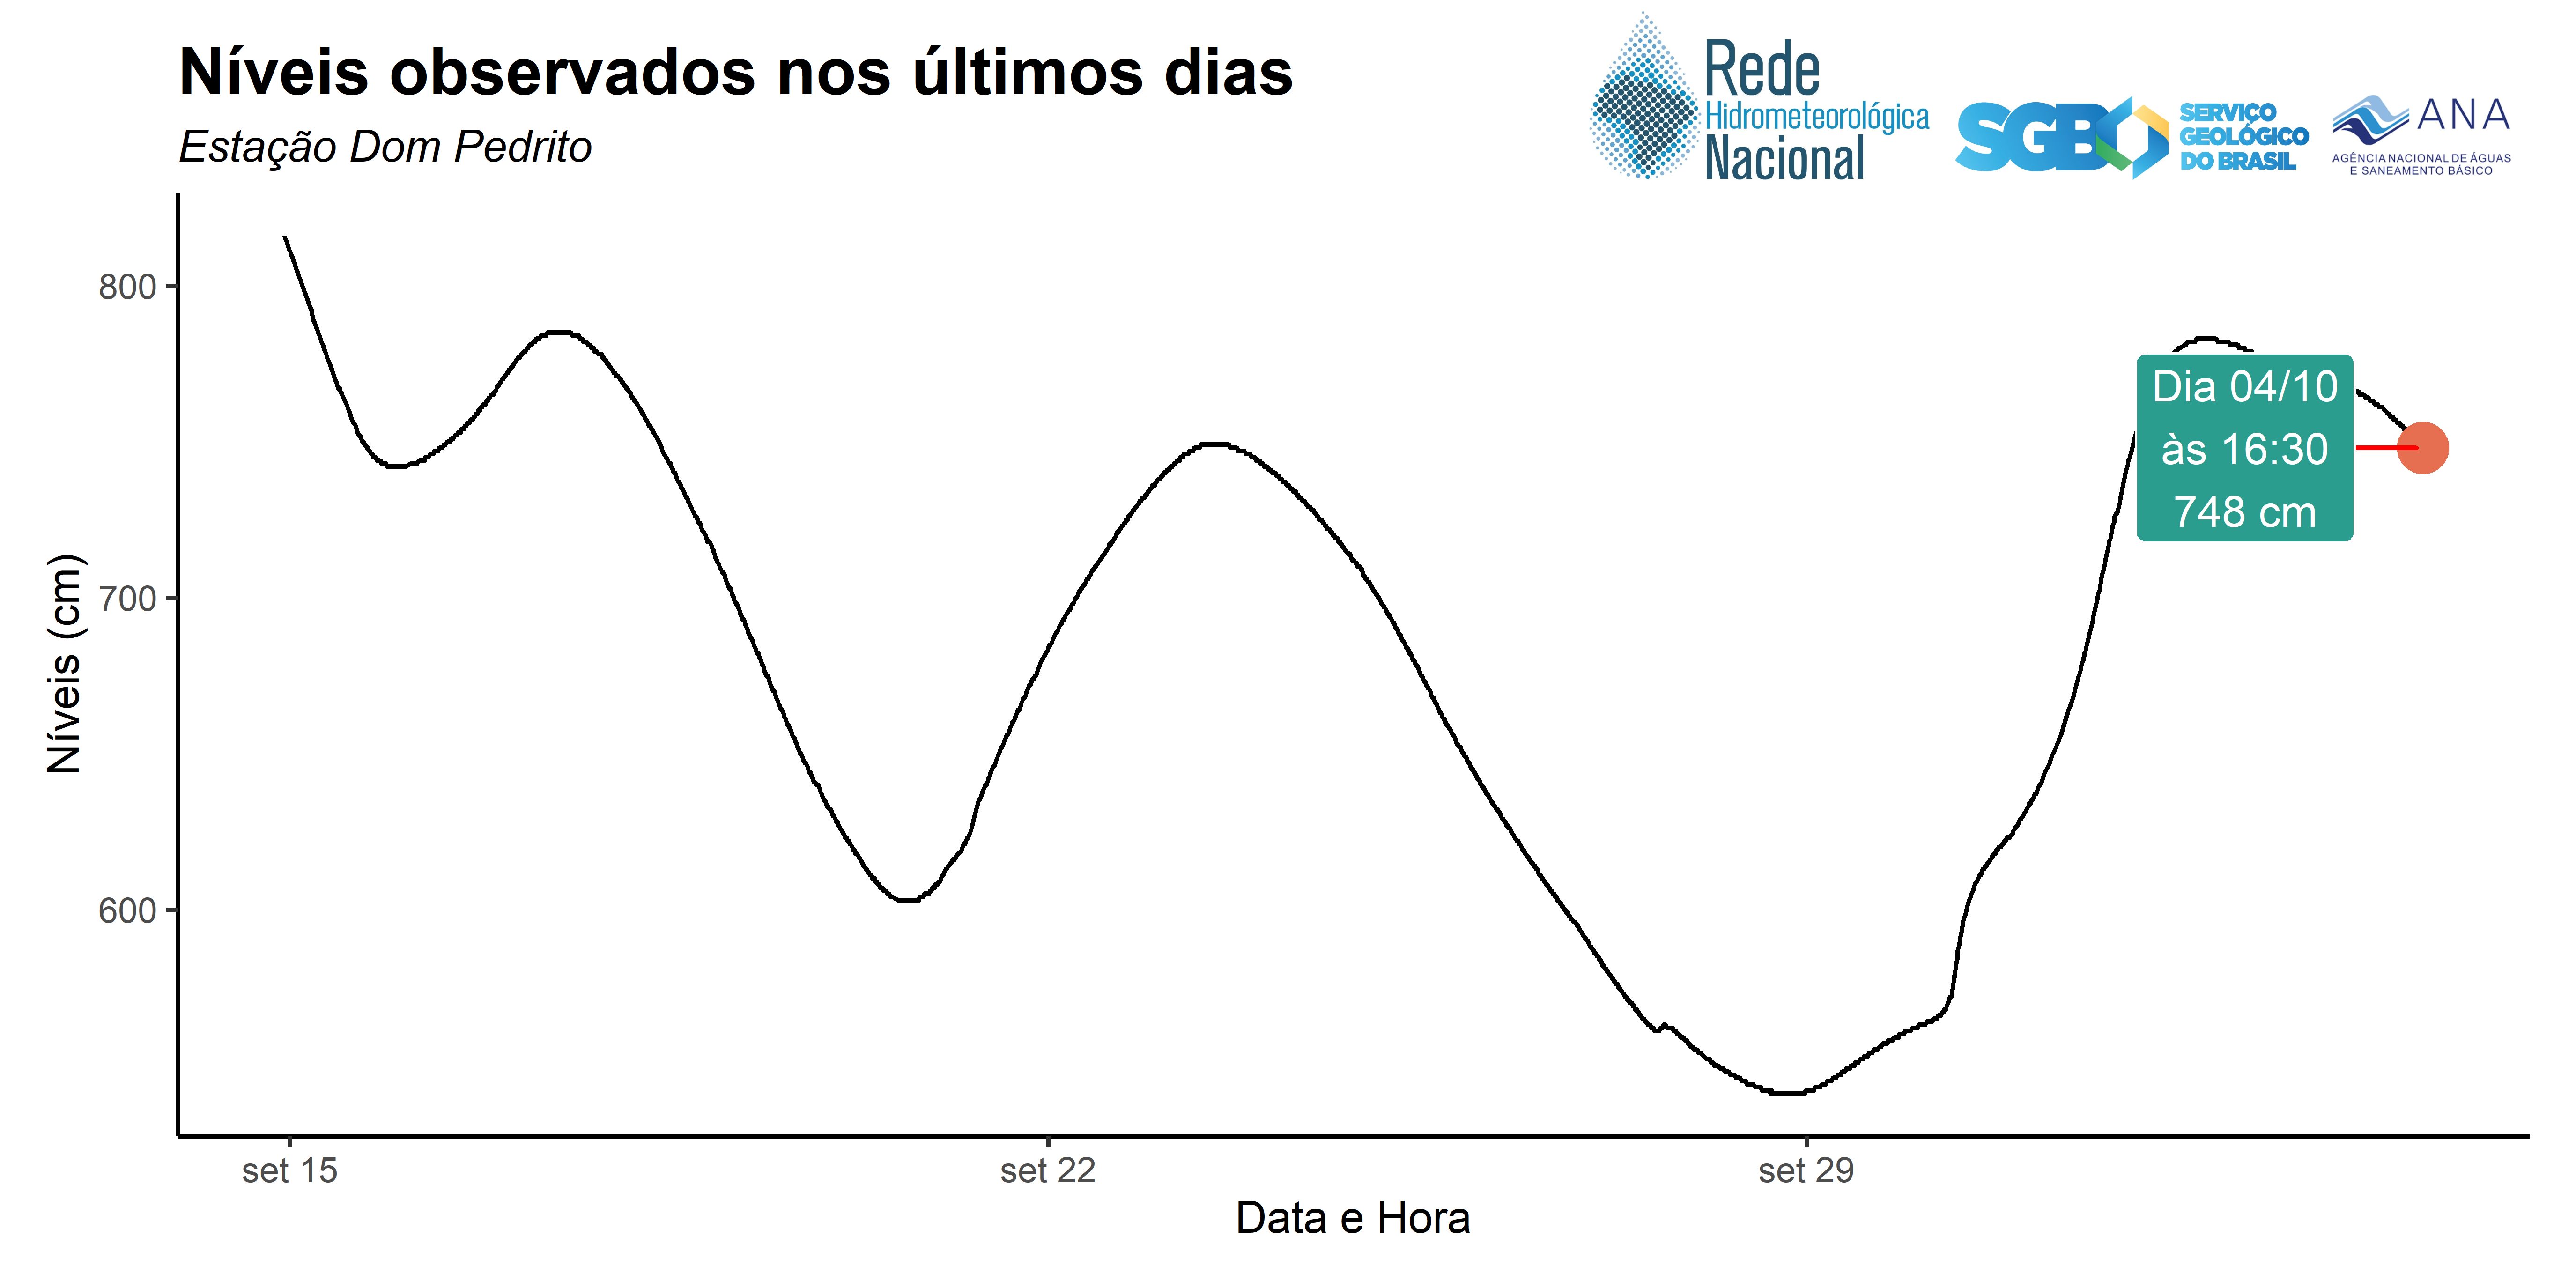 Níveis observados nos últimos dias
Estação Dom Pedrito
Rede
Hidrometeorológica
Nacional
SGB
SERVIÇO
GEOLÓGICO
DO BRASIL
ANA
AGÊNCIA NACIONAL DE ÁGUAS
E SANEAMENTO BÁSICO
Níveis (cm)
800
700
600
Dia 04/10
às 16:30
748 cm
set 15
set 22
set 29
Data e Hora